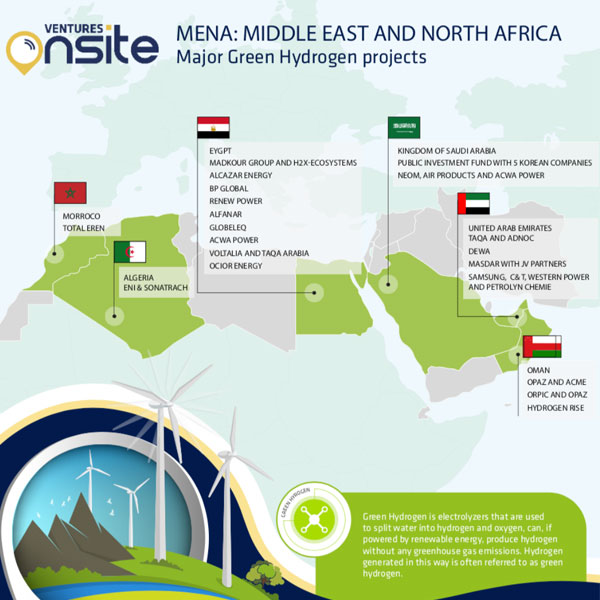 VENTURES
onsite
MENA: MIDDLE EAST AND NORTH AFRICA
Major Green Hydrogen projects
EYGPT
MADKOUR GROUP AND H2X-ECOSYSTEMS
ALCAZAR ENERGY
BP GLOBAL
RENEW POWER
ALFANAR
GLOBELEQ
ACWA POWER
VOLTALIA AND TAQA ARABIA
OCIOR ENERGY
KINGDOM OF SAUDI ARABIA
PUBLIC INVESTMENT FUND WITH 5 KOREAN COMPANIES
NEOM, AIR PRODUCTS AND ACWA POWER
MORROCO
TOTAL EREN
ALGERIA
ENI & SONATRACH
UNITED ARAB EMIRATES
TAQA AND ADNOC
DEWA
MASDAR WITH JV PARTNERS
SAMSUNG, C&T, WESTERN POWER
AND PETROLYN CHEMIE
OMAN
OPAZ AND ACME
ORPIC AND OPAZ
HYDROGEN RISE
GREEN HYDROGEN
Green Hydrogen is electrolyzers that are used
to split water into hydrogen and oxygen, can, if
powered by renewable energy, produce hydrogen
without any greenhouse gas emissions. Hydrogen
generated in this way is often referred to as green
hydrogen.